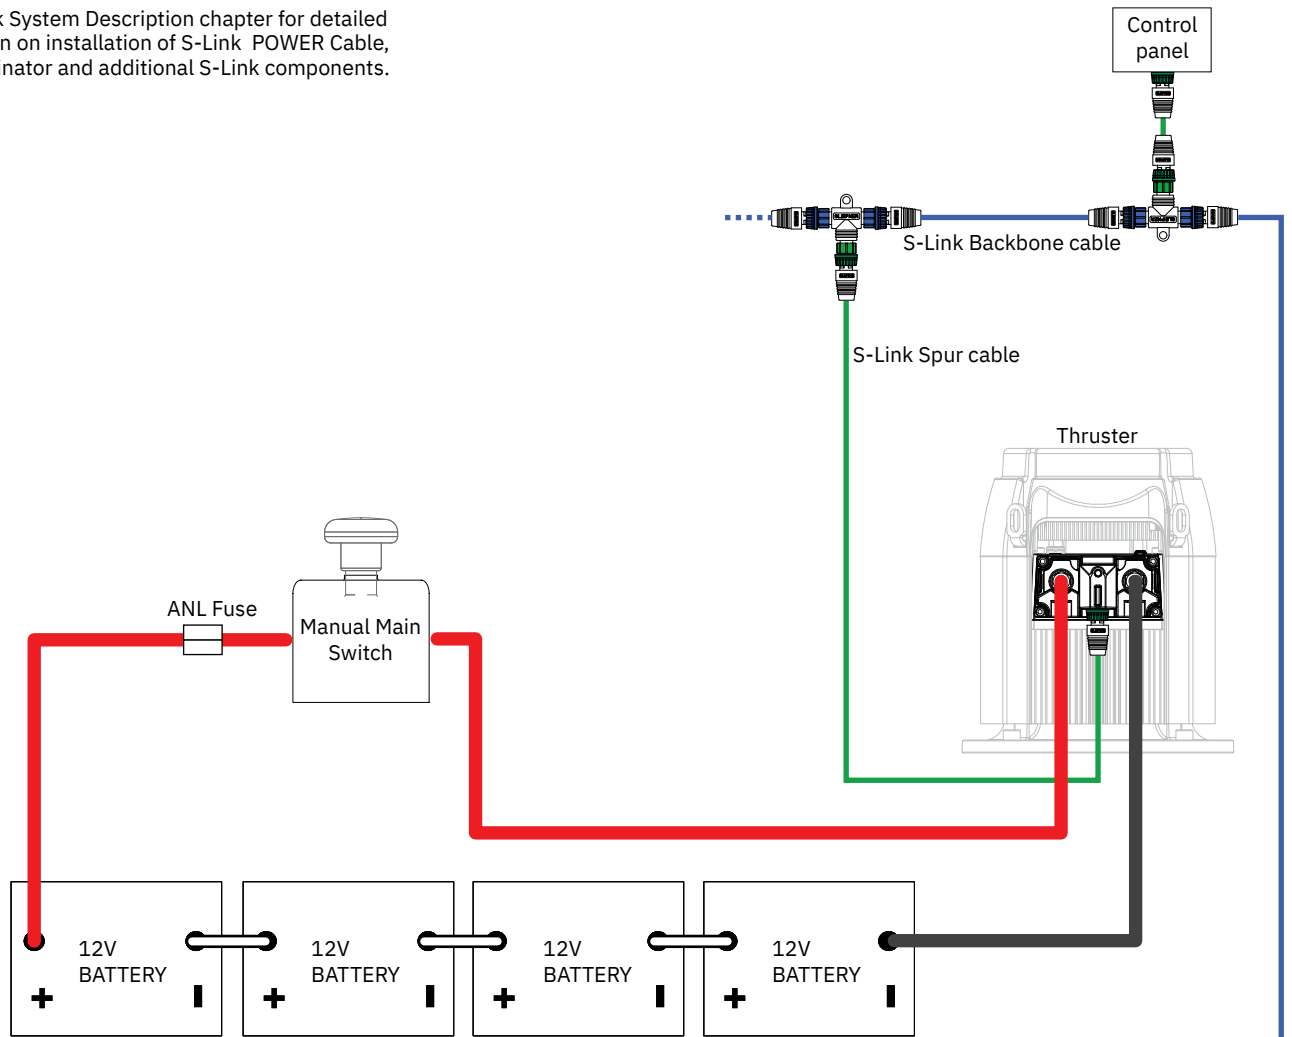 k System Description chapter for detailed
n on installation of S-Link POWER Cable,
inator and additional S-Link components.
Control
panel
S-Link Backbone cable
S-Link Spur cable
Thruster
ANL Fuse
Manual Main
Switch
12V
BATTERY
+
12V
BATTERY
+
12V
BATTERY
+
12V
BATTERY
+